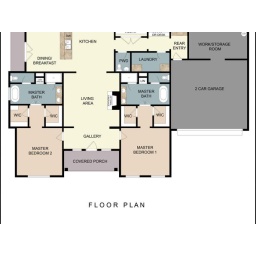 KITCHEN
REAR
ENTRY
WORK/STORAGE
ROOM
DINING/
BREAKFAST
PWD
LAUNDRY
MASTER
BATH
LIVING
AREA
MASTER
BATH
2 CAR GARAGE
WIC
WIC
WIC
WIC
GALLERY
MASTER
BEDROOM 2
COVERED PORCH
MASTER
BEDROOM 1
FLOOR PLAN